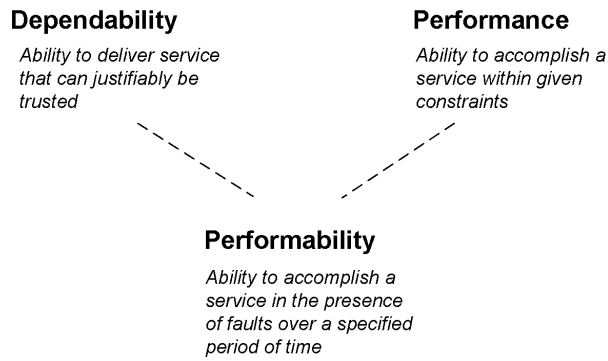 Dependability
Ability to deliver service
that can justifiably be
trusted
Performance
Ability to accomplish a
service within given
constraints
Performability
Ability to accomplish a
service in the presence
of faults over a specified
period of time